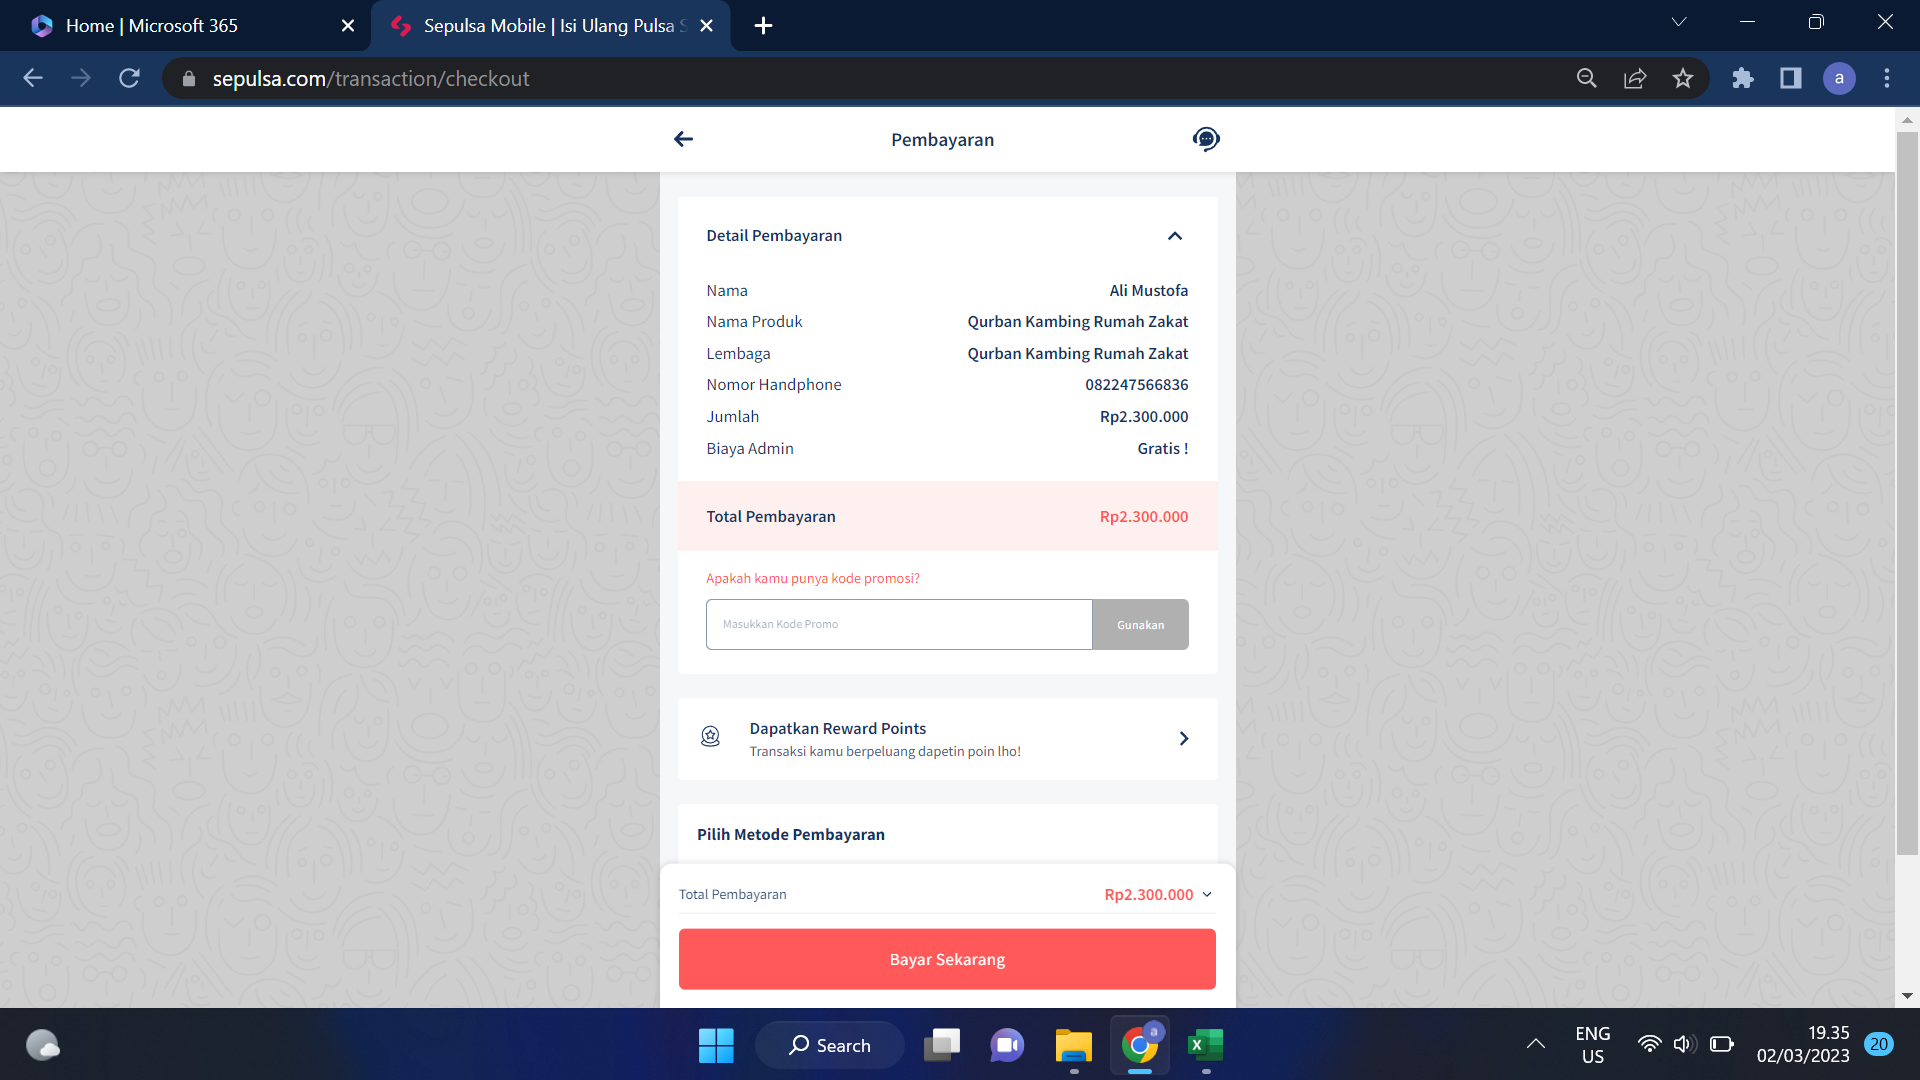 Home | Microsoft 365
Sepulsa Mobile | Isi Ulang Pulsa S
sepulsa.com/transaction/checkout
a
Pembayaran
Detail Pembayaran
Nama Ali Mustofa
Nama Produk Qurban Kambing Rumah Zakat
Lembaga Qurban Kambing Rumah Zakat
Nomor Handphone 082247566836
Jumlah Rp2.300.000
Biaya Admin Gratis !
Total Pembayaran Rp2.300.000
Apakah kamu punya kode promosi?
Masukkan Kode Promo Gunakan
Dapatkan Reward Points
Transaksi kamu berpeluang dapetin poin lho!
Pilih Metode Pembayaran
Total Pembayaran Rp2.300.000
Bayar Sekarang
Search
a
ENG
US
19.35
02/03/2023
20